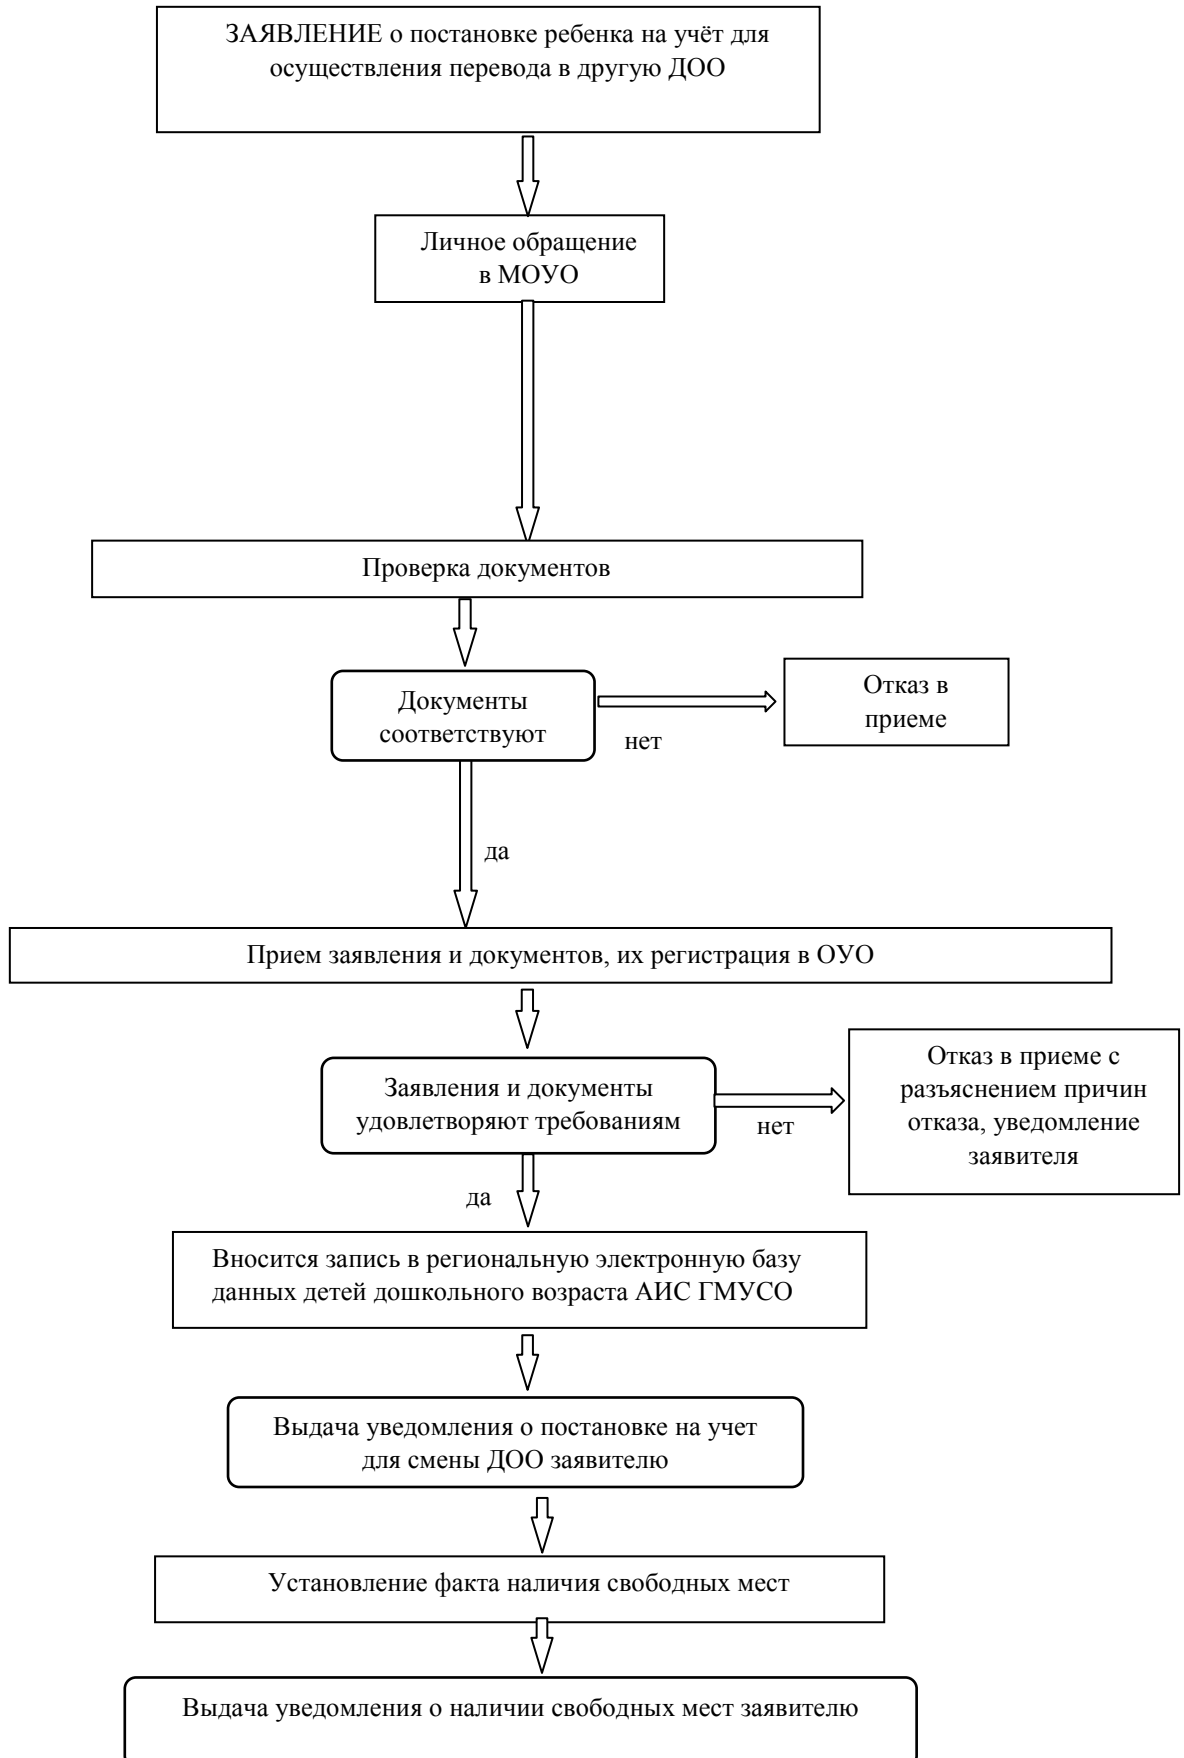 ЗАЯВЛЕНИЕ о постановке ребенка на учёт для
осуществления перевода в другую ДОО
Личное обращение
в МОУО
Проверка документов
Документы
соответствуют
нет
Отказ в
приеме
да
Прием заявления и документов, их регистрация в ОУО
Заявления и документы
удовлетворяют требованиям
нет
Отказ в приеме с
разъяснением причин
отказа, уведомление
заявителя
да
Вносится запись в региональную электронную базу
данных детей дошкольного возраста АИС ГМУСО
Выдача уведомления о постановке на учет
для смены ДОО заявителю
Установление факта наличия свободных мест
Выдача уведомления о наличии свободных мест заявителю